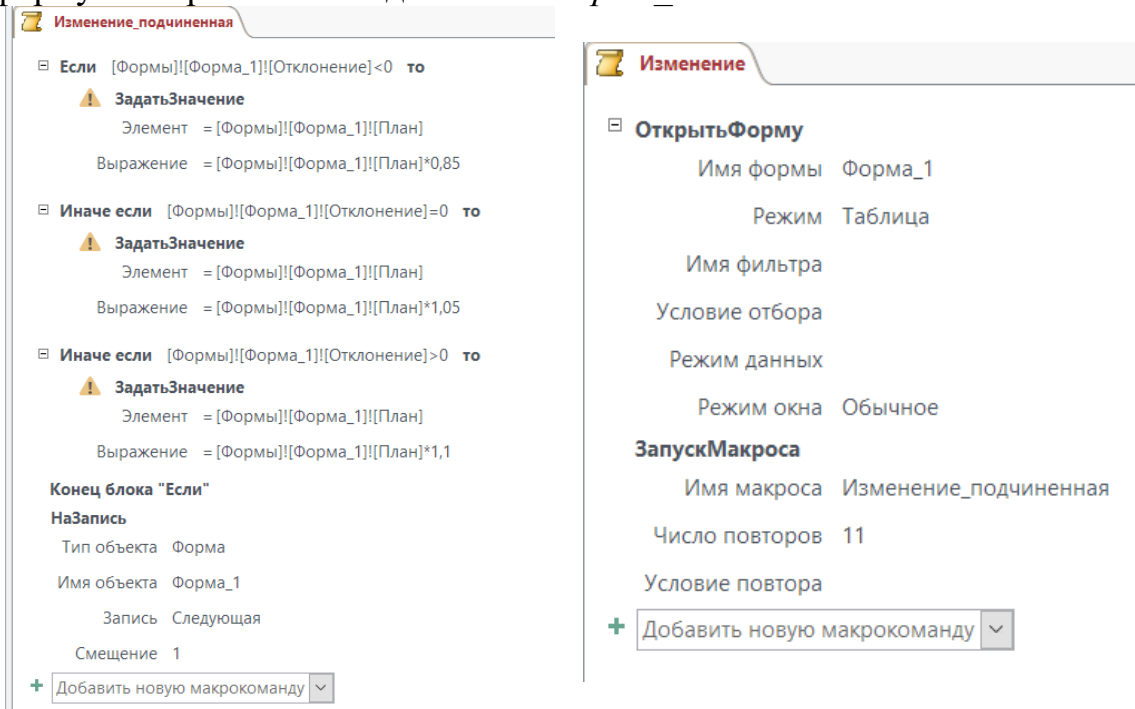 Изменение_подчиненная
Если [Формы]![Форма_1]![Отклонение]<0 то
ЗадатьЗначение
Элемент = [Формы]![Форма_1]![План]
Выражение = [Формы]![Форма_1]![План]*0,85
Иначе если [Формы]![Форма_1]![Отклонение]=0 то
ЗадатьЗначение
Элемент = [Формы]![Форма_1]![План]
Выражение = [Формы]![Форма_1]![План]*1,05
Иначе если [Формы]![Форма_1]![Отклонение]>0 то
ЗадатьЗначение
Элемент = [Формы]![Форма_1]![План]
Выражение = [Формы]![Форма_1]![План]*1,1
Конец блока "Если"
НаЗапись
Тип объекта Форма
Имя объекта Форма_1
Запись Следующая
Смещение 1
Добавить новую макрокоманду
Изменение
ОткрытьФорму
Имя формы Форма_1
Режим Таблица
Имя фильтра
Условие отбора
Режим данных
Режим окна Обычное
ЗапускМакроса
Имя макроса Изменение_подчиненная
Число повторов 11
Условие повтора
Добавить новую макрокоманду